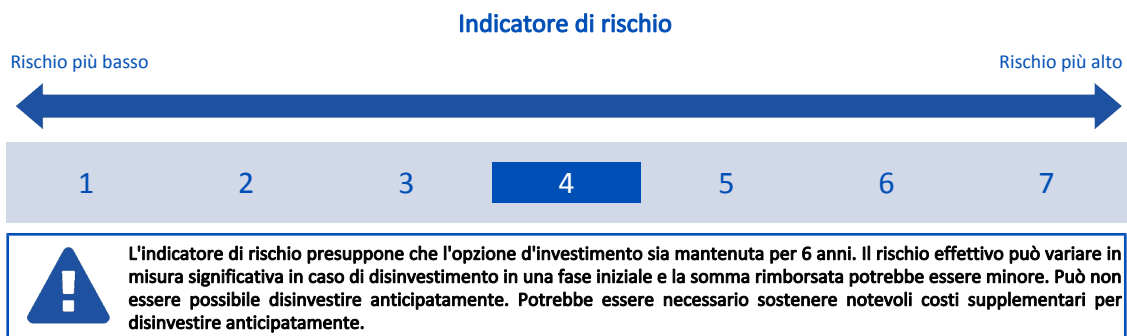 Indicatore di rischio
Rischio più basso
Rischio più alto
1 2 3 4 5 6 7
L'indicatore di rischio presuppone che l'opzione d'investimento sia mantenuta per 6 anni. Il rischio effettivo può variare in
misura significativa in caso di disinvestimento in una fase iniziale e la somma rimborsata potrebbe essere minore. Può non
essere possibile disinvestire anticipatamente. Potrebbe essere necessario sostenere notevoli costi supplementari per
disinvestire anticipatamente.